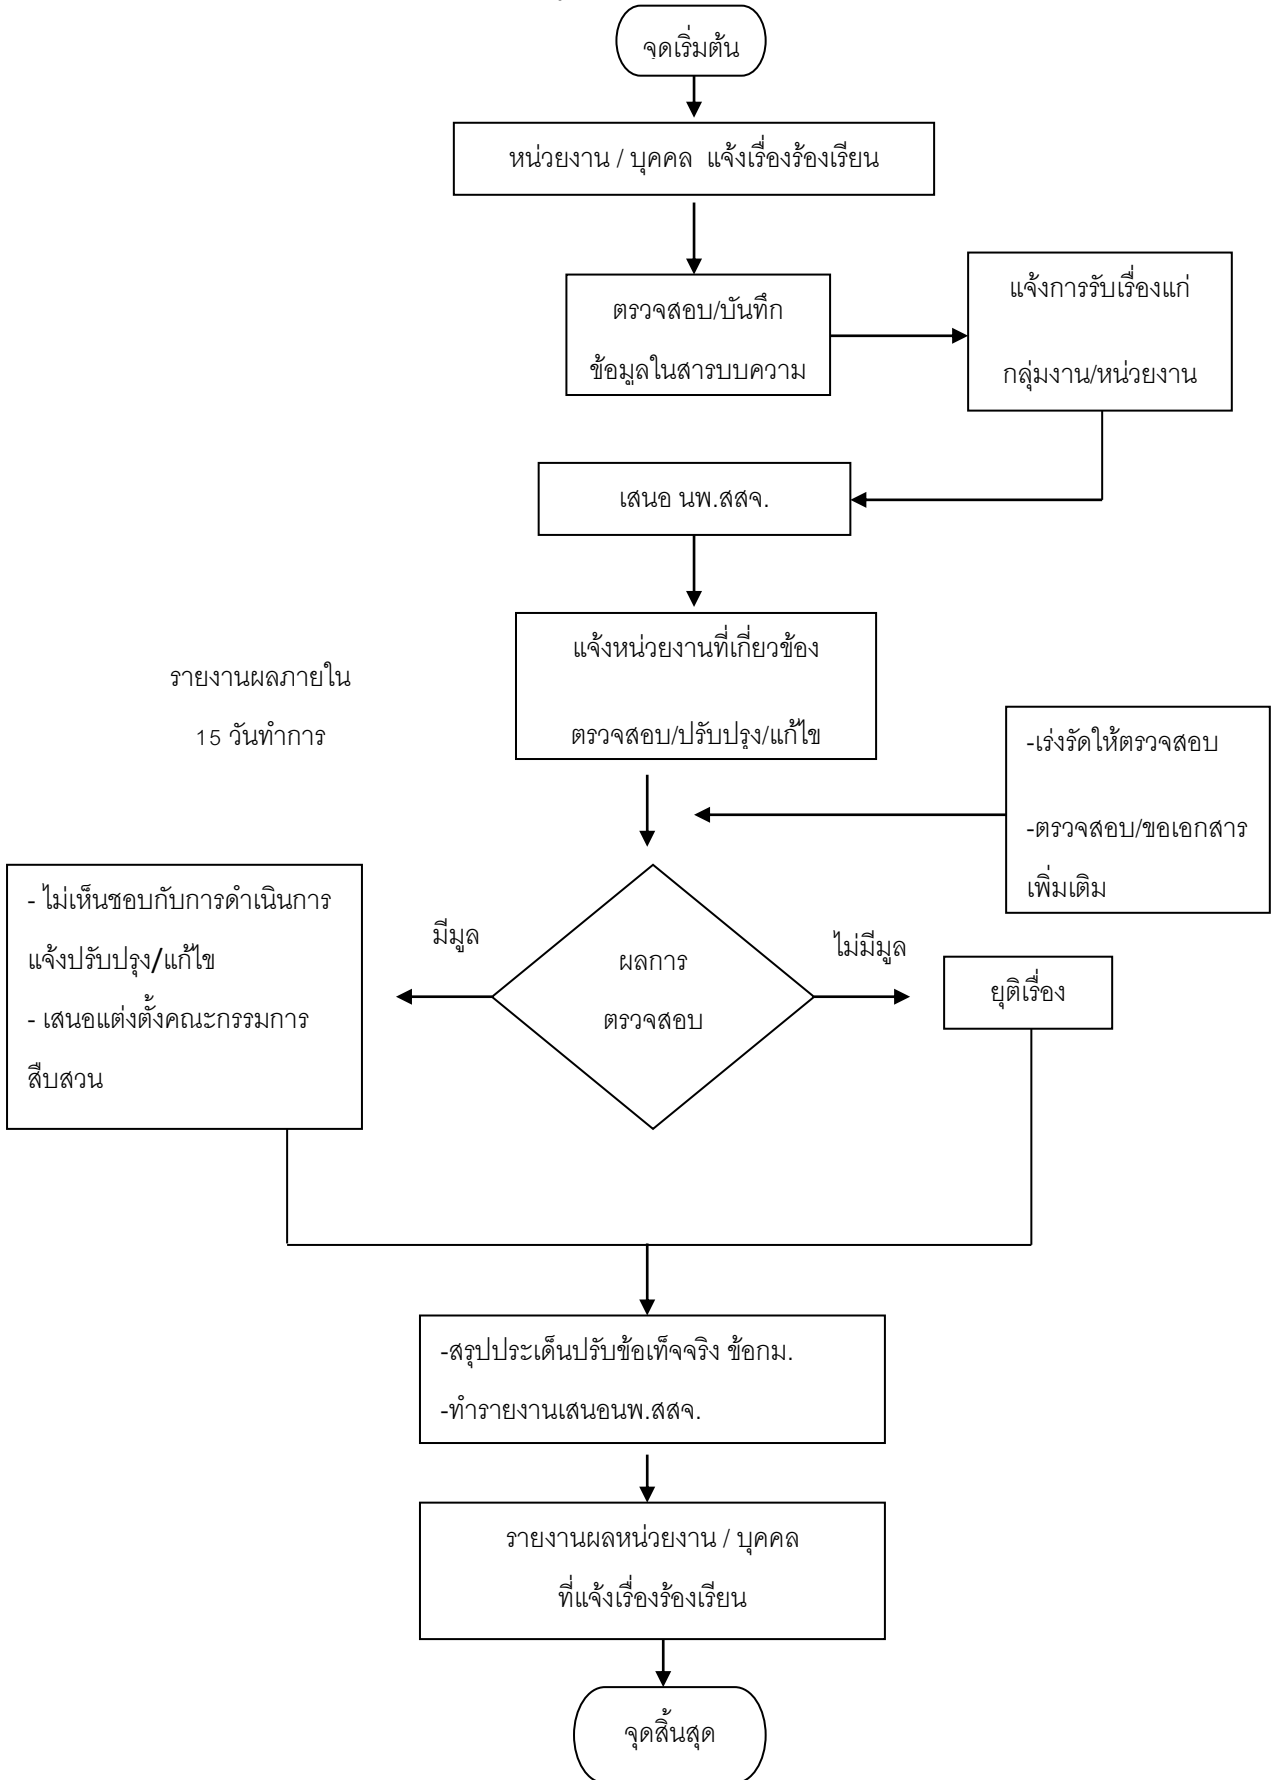 จุดเริ่มต้น
หน่วยงาน / บุคคล แจ้งเรื่องร้องเรียน
ตรวจสอบ/บันทึก
ข้อมูลในสารบบความ
แจ้งการรับเรื่องแก่
กลุ่มงาน/หน่วยงาน
เสนอ นพ.สสจ.
แจ้งหน่วยงานที่เกี่ยวข้อง
ตรวจสอบ/ปรับปรุง/แก้ไข
รายงานผลภายใน
15 วันทำการ
-เร่งรัดให้ตรวจสอบ
-ตรวจสอบ/ขอเอกสาร
เพิ่มเติม
- ไม่เห็นชอบกับการดำเนินการ
แจ้งปรับปรุง/แก้ไข
- เสนอแต่งตั้งคณะกรรมการ
สืบสวน
มีมูล
ผลการ
ตรวจสอบ
ไม่มีมูล
ยุติเรื่อง
-สรุปประเด็นปรับข้อเท็จจริง ข้อกม.
-ทำรายงานเสนอนพ.สสจ.
รายงานผลหน่วยงาน / บุคคล
ที่แจ้งเรื่องร้องเรียน
จุดสิ้นสุด